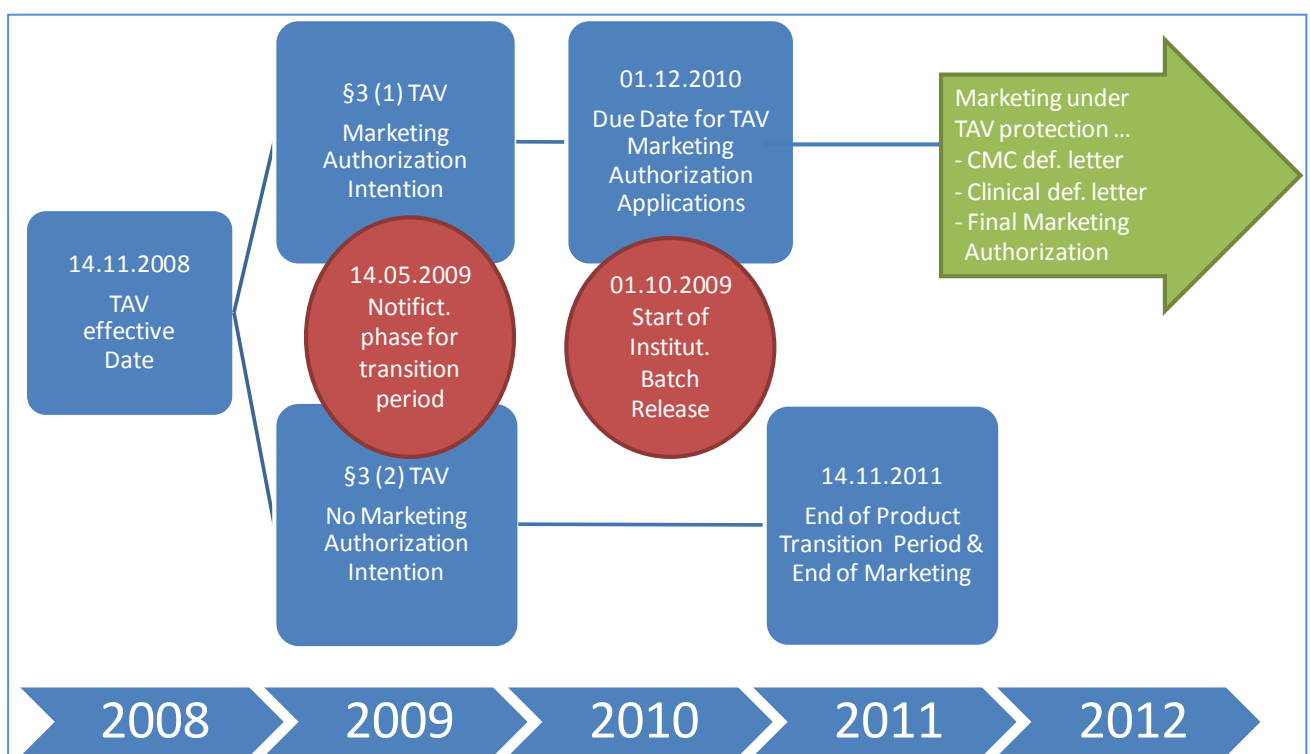 14.11.2008
TAV
effective
Date
§3 (1) TAV
Marketing
Authorization
Intention
14.05.2009
Notifict.
phase for
transition
period
§3 (2) TAV
No Marketing
Authorization
Intention
01.12.2010
Due Date for TAV
Marketing
Authorization
Applications
01.10.2009
Start of
Institut.
Batch
Release
14.11.2011
End of Product
Transition Period &
End of Marketing
Marketing under
TAV protection ...
- CMC def. letter
- Clinical def. letter
- Final Marketing
Authorization
2008
2009
2010
2011
2012